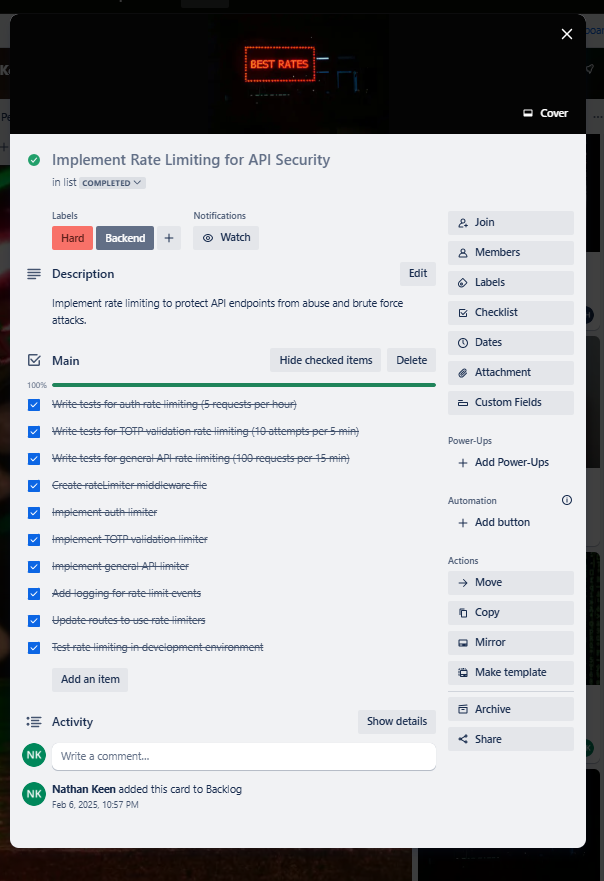 BEST RATES
Cover
Implement Rate Limiting for API Security
in list COMPLETED
Labels
Notifications
Hard
Backend
Watch
Join
Members
Labels
Checklist
Dates
Attachment
Custom Fields
Description
Edit
Implement rate limiting to protect API endpoints from abuse and brute force
attacks.
Main
Hide checked items
Delete
100%
Write tests for auth rate limiting (5 requests per hour)
Write tests for TOTP validation rate limiting (10 attempts per 5 min)
Write tests for general API rate limiting (100 requests per 15 min)
Create rateLimiter middleware file
Implement auth limiter
Implement TOTP validation limiter
Implement general API limiter
Add logging for rate limit events
Update routes to use rate limiters
Test rate limiting in development environment
Add an item
Power-Ups
Add Power-Ups
Automation
Add button
Actions
Move
Copy
Mirror
Make template
Archive
Share
Activity
Show details
NK
Write a comment...
NK
Nathan Keen added this card to Backlog
Feb 6, 2025, 10:57 PM